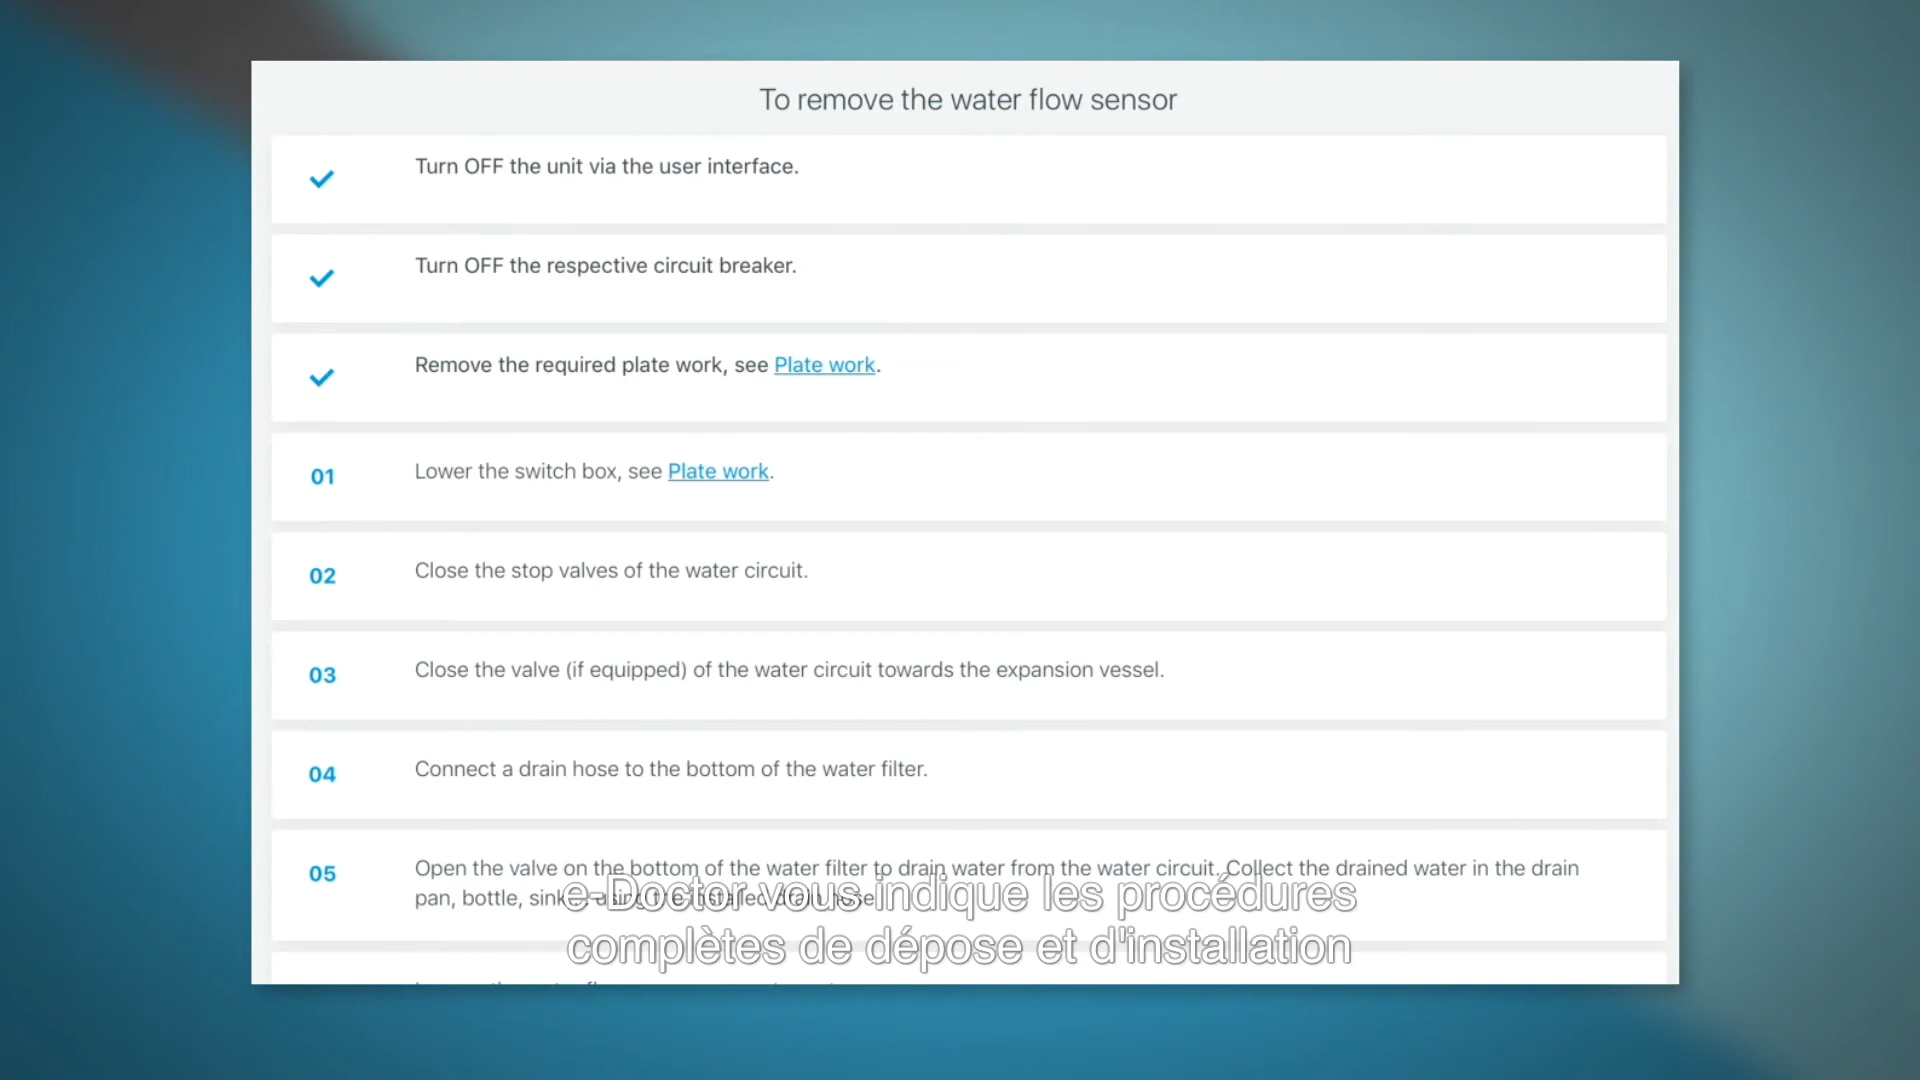 To remove the water flow sensor
Turn OFF the unit via the user interface.
Turn OFF the respective circuit breaker.
Remove the required plate work, see Plate work.
01 Lower the switch box, see Plate work.
02 Close the stop valves of the water circuit.
03 Close the valve (if equipped) of the water circuit towards the expansion vessel.
04 Connect a drain hose to the bottom of the water filter.
05 Open the valve on the bottom of the water filter to drain water from the water circuit. Collect the drained water in the drain
pan, bottle, sink... using the installed drain hose
e-Doctor vous indique les procédures
complètes de dépose et d'installation